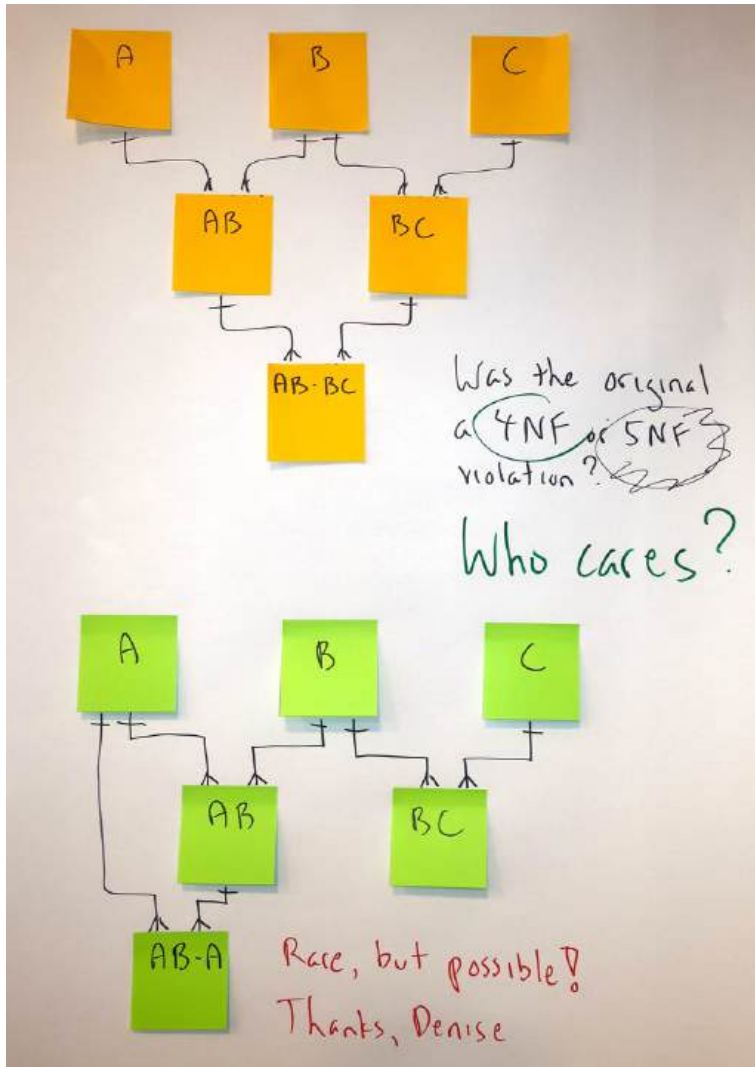 A B C
AB BC
AB-BC
Was the original
a 4NF or 5NF
violation?
Who cares?
A B C
AB BC
AB-A
Rare, but possible!
Thanks, Denise